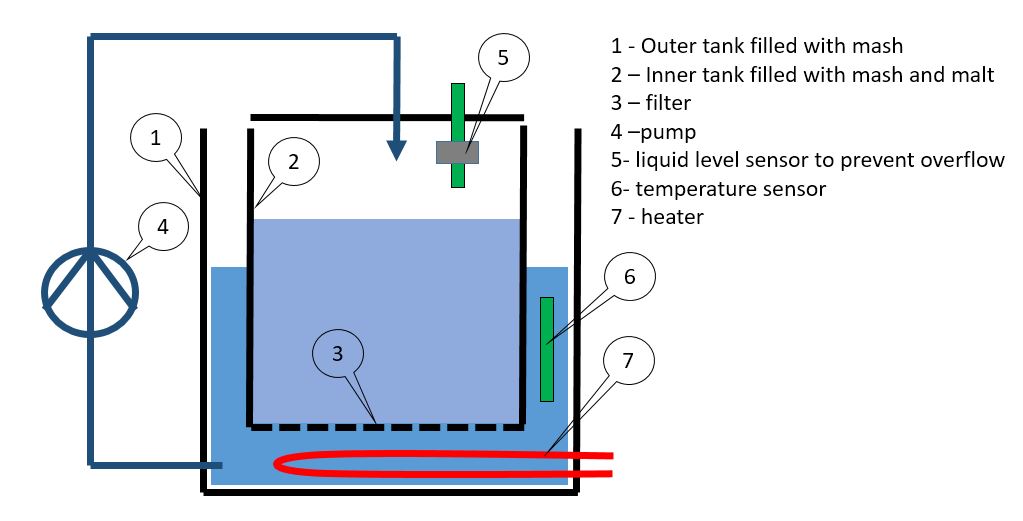 1 - Outer tank filled with mash
2 – Inner tank filled with mash and malt
3 – filter
4 –pump
5- liquid level sensor to prevent overflow
6- temperature sensor
7 - heater
5
1
2
4
6
3
7